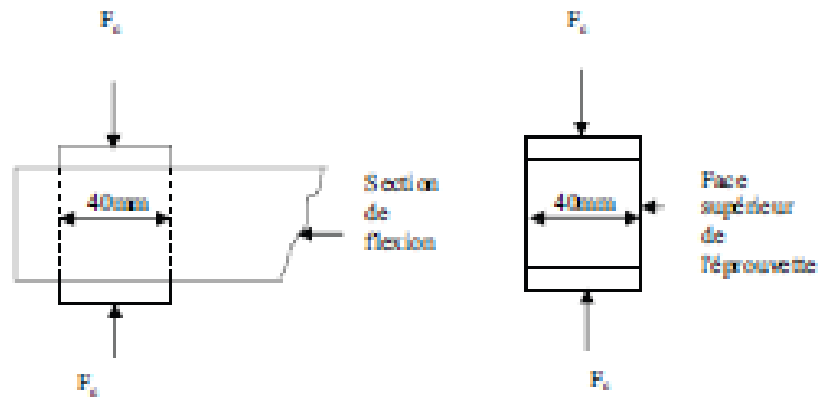 Fc
Fc
40mm
Section
de
flexion
40mm
Face
supérieur
de
l'éprouvette
Fc
Fc